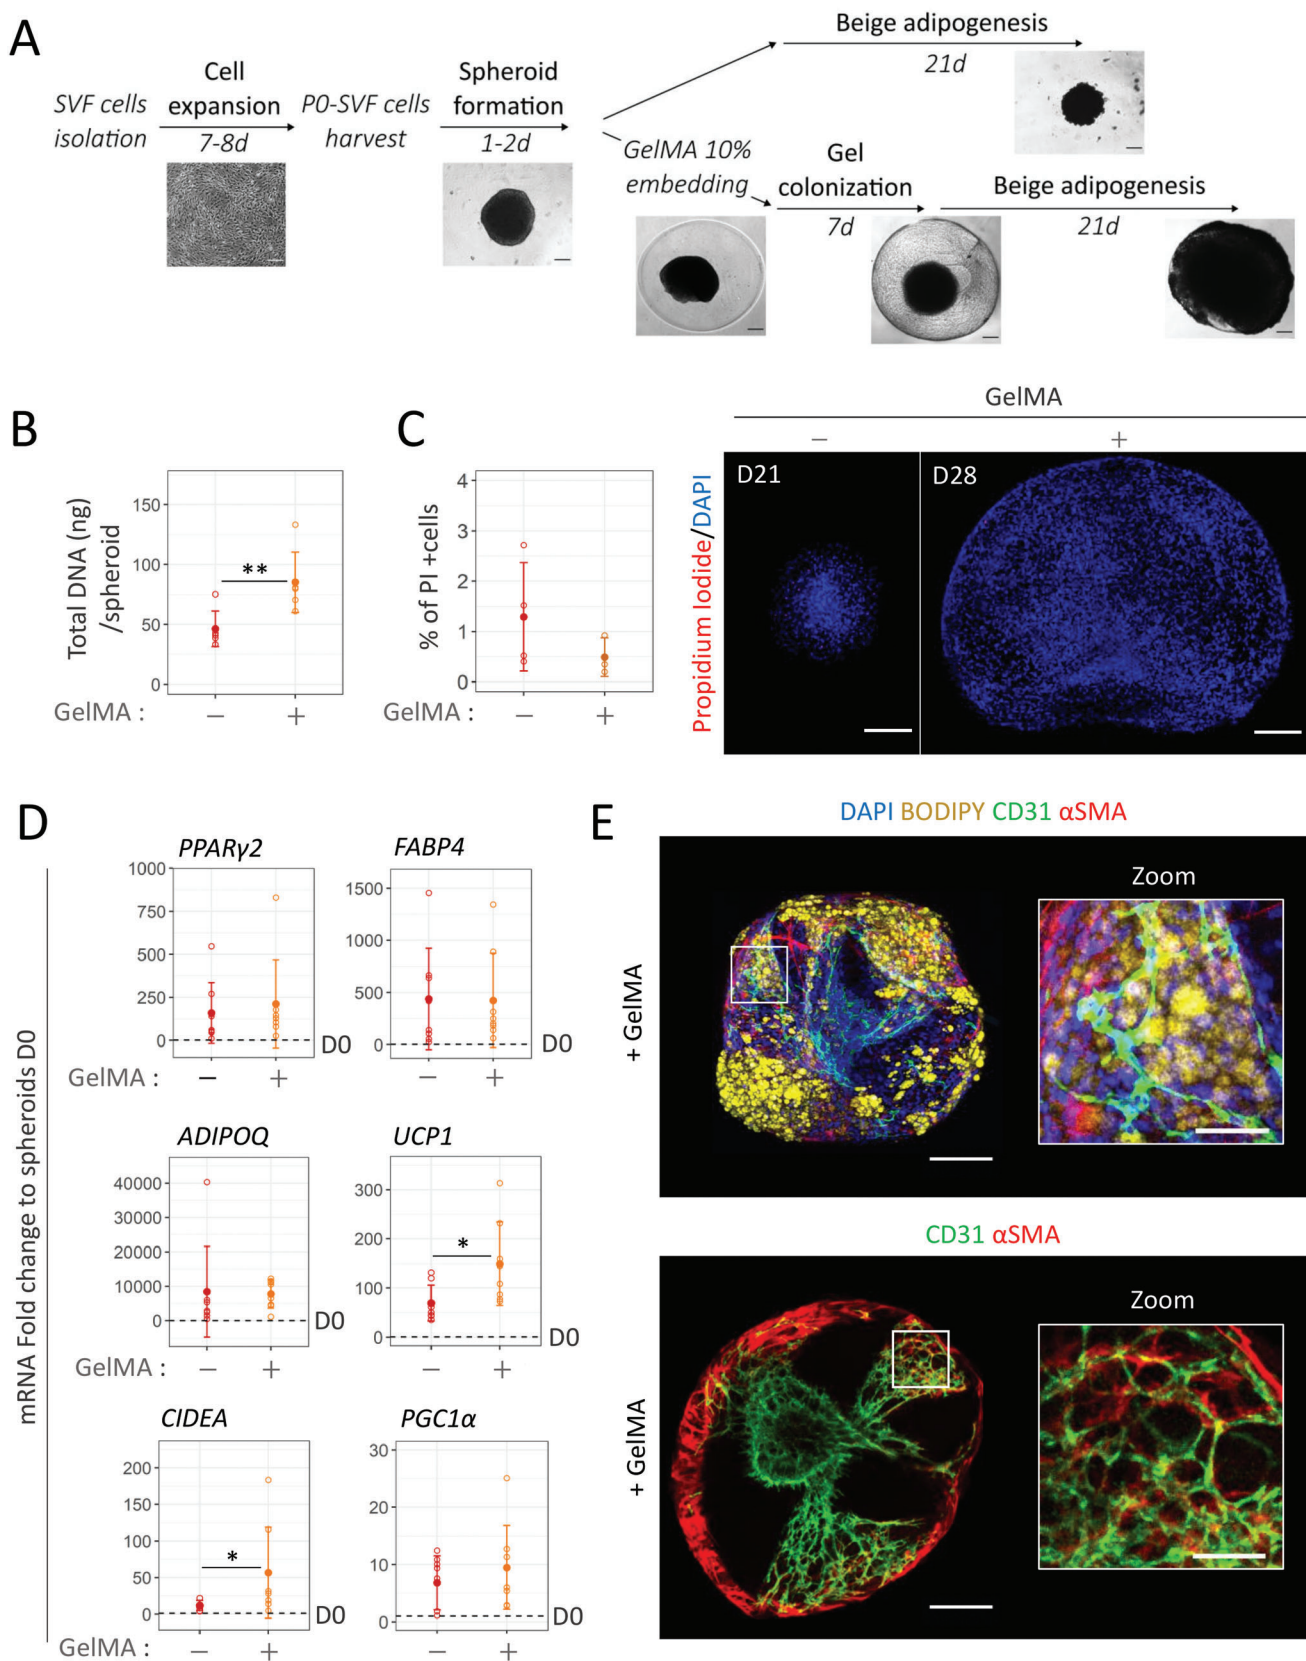 A
SVF cells
isolation
Cell
expansion
7-8d
P0-SVF cells
harvest
Spheroid
formation
1-2d
Beige adipogenesis
21d
GelMA 10%
embedding
Gel
colonization
7d
Beige adipogenesis
21d
B
Total DNA (ng)
/spheroid
150
100
50
0
**
GelMA :
−
+
C
% of PI +cells
4
3
2
1
0
GelMA :
−
+
GelMA
−
+
Propidium Iodide/DAPI
D21
D28
D
mRNA Fold change to spheroids D0
PPARγ2
1000
750
500
250
0
D0
GelMA :
−
+
FABP4
1500
1000
500
0
D0
−
+
ADIPOQ
40000
30000
20000
10000
0
D0
GelMA :
−
+
UCP1
300
200
100
0
*
D0
−
+
CIDEA
200
150
100
50
0
*
D0
GelMA :
−
+
PGC1α
30
20
10
0
−
+
E
DAPI BODIPY CD31 αSMA
+ GelMA
Zoom
CD31 αSMA
+ GelMA
Zoom